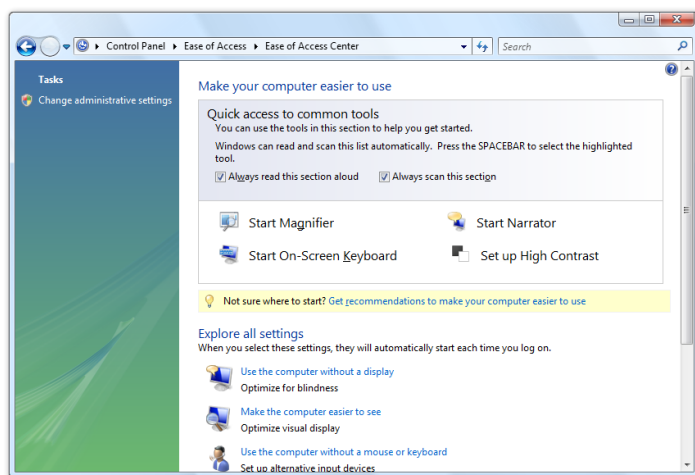 Control Panel ▸ Ease of Access ▸ Ease of Access Center
Search
Tasks
Change administrative settings
Make your computer easier to use
Quick access to common tools
You can use the tools in this section to help you get started.
Windows can read and scan this list automatically. Press the SPACEBAR to select the highlighted
tool.
Always read this section aloud
Always scan this section
Start Magnifier
Start Narrator
Start On-Screen Keyboard
Set up High Contrast
Not sure where to start? Get recommendations to make your computer easier to use
Explore all settings
When you select these settings, they will automatically start each time you log on.
Use the computer without a display
Optimize for blindness
Make the computer easier to see
Optimize visual display
Use the computer without a mouse or keyboard
Set up alternative input devices